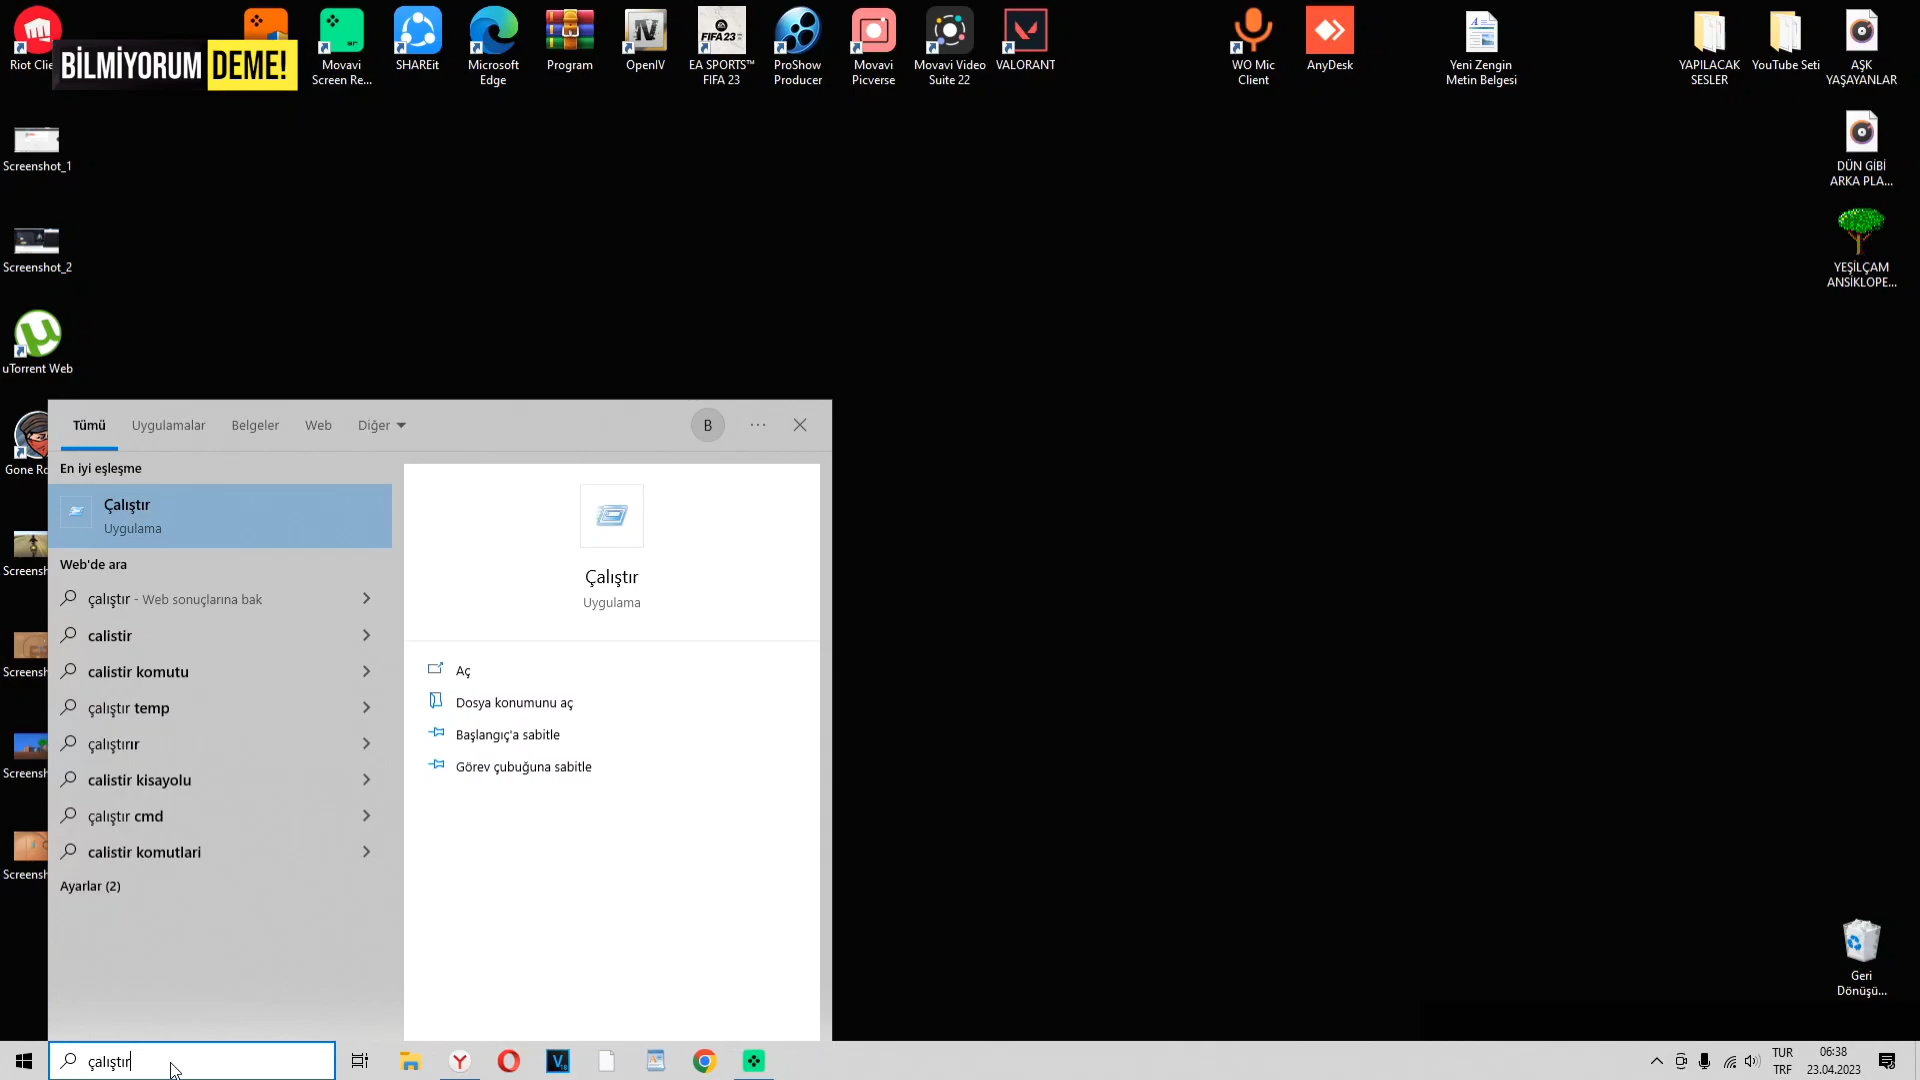 Riot Clie
BİLMİYORUM DEME!
Movavi
Screen Re...
SHAREit
Microsoft
Edge
Program
OpenIV
EA SPORTS™
FIFA 23
ProShow
Producer
Movavi
Picverse
Movavi Video
Suite 22
VALORANT
WO Mic
Client
AnyDesk
Yeni Zengin
Metin Belgesi
YAPILACAK
SESLER
YouTube Seti
AŞK
YAŞAYANLAR
Screenshot_1
DÜN GİBİ
ARKA PLA...
Screenshot_2
YEŞİLÇAM
ANSİKLOPE...
uTorrent Web
Gone Ro
Screensh
Screensh
Screensh
Screensh
Tümü
Uygulamalar
Belgeler
Web
Diğer
B
En iyi eşleşme
Çalıştır
Uygulama
Web'de ara
çalıştır - Web sonuçlarına bak
calistir
calistir komutu
çalıştır temp
çalıştırır
calistir kisayolu
çalıştır cmd
calistir komutlari
Ayarlar (2)
Çalıştır
Uygulama
Aç
Dosya konumunu aç
Başlangıç'a sabitle
Görev çubuğuna sabitle
Geri
Dönüşü...
çalıştır
TUR
TRF
06:38
23.04.2023